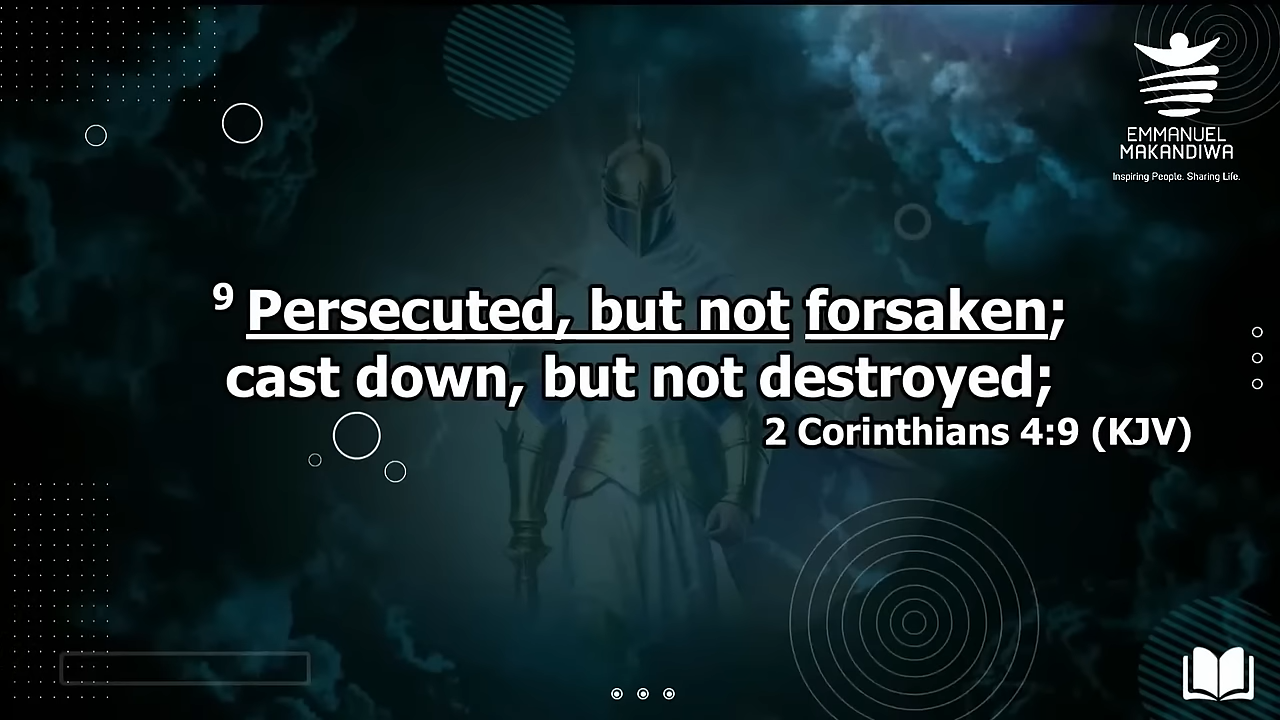 EMMANUEL
MAKANDIWA
Inspiring People. Sharing Life.
9 Persecuted, but not forsaken;
cast down, but not destroyed;
2 Corinthians 4:9 (KJV)